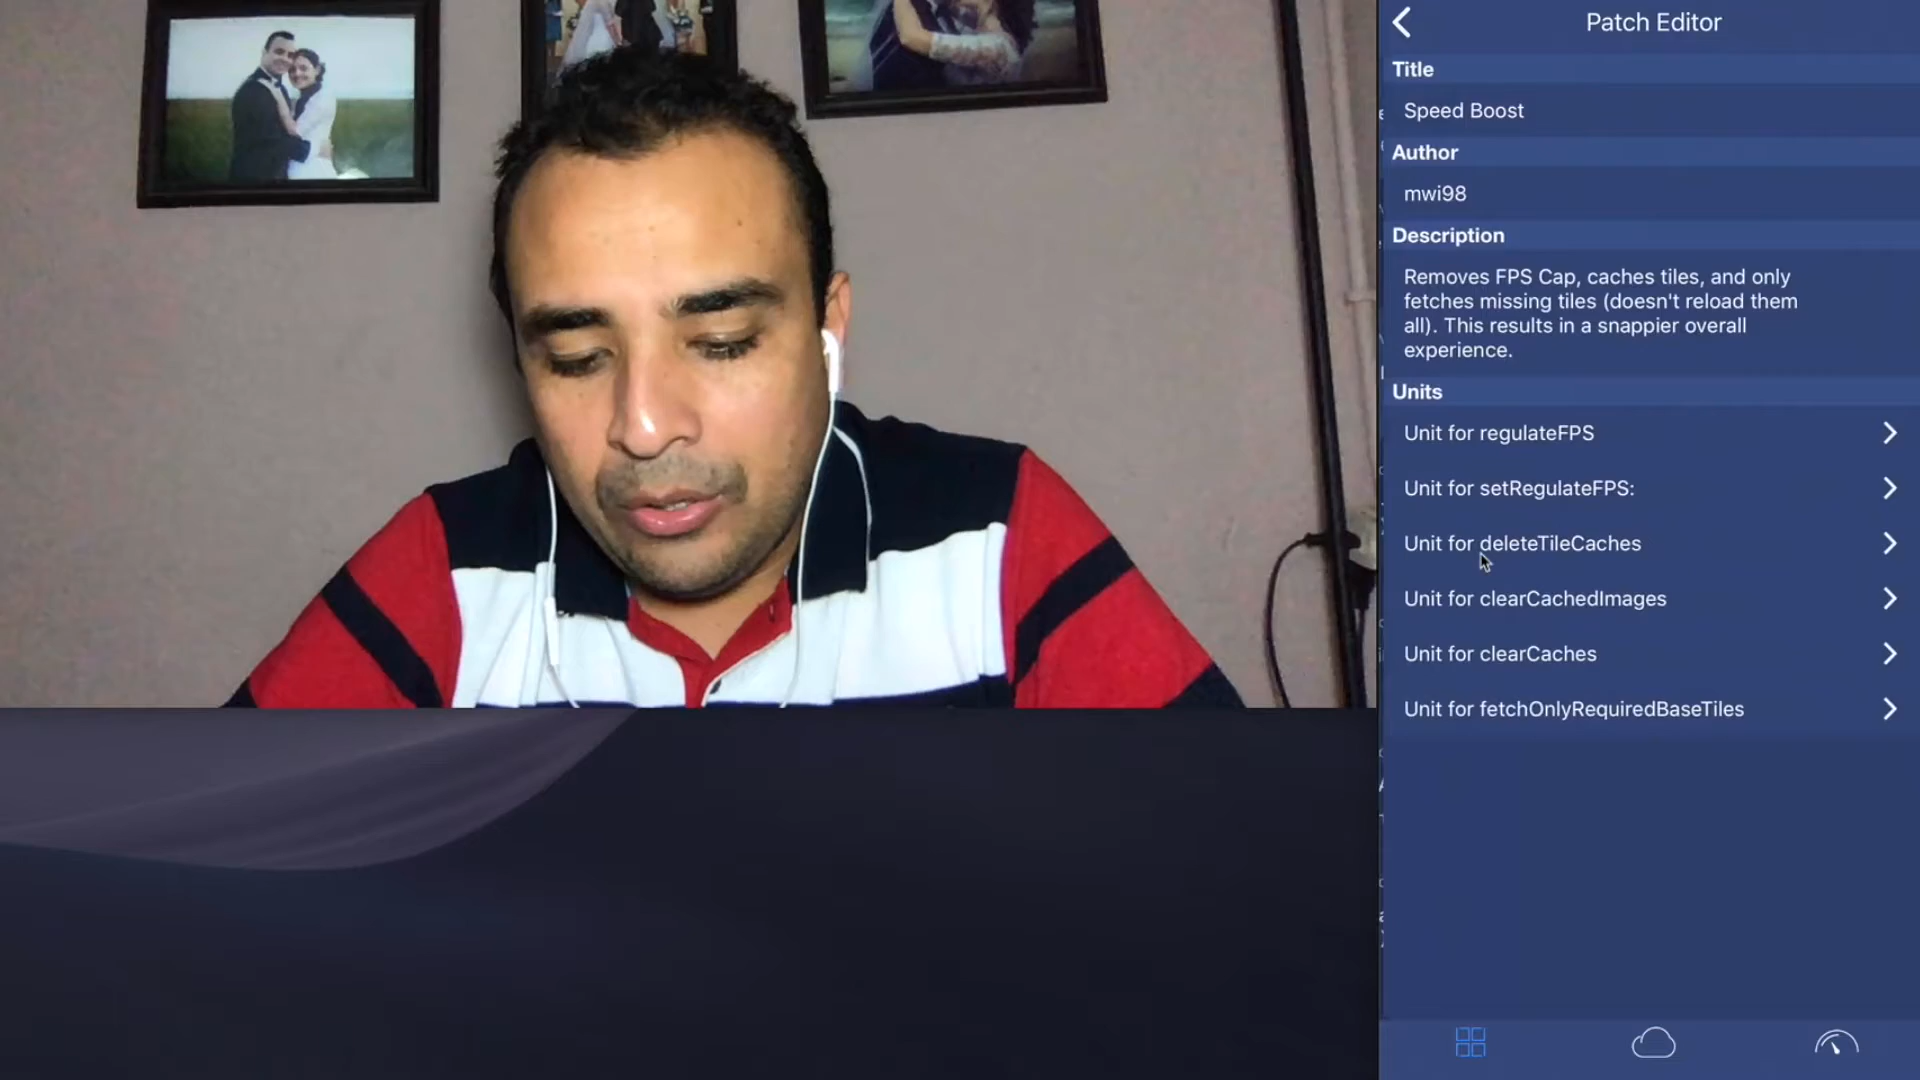 Patch Editor
Title
Speed Boost
Author
mwi98
Description
Removes FPS Cap, caches tiles, and only
fetches missing tiles (doesn't reload them
all). This results in a snappier overall
experience.
Units
Unit for regulateFPS
Unit for setRegulateFPS:
Unit for deleteTileCaches
Unit for clearCachedImages
Unit for clearCaches
Unit for fetchOnlyRequiredBaseTiles